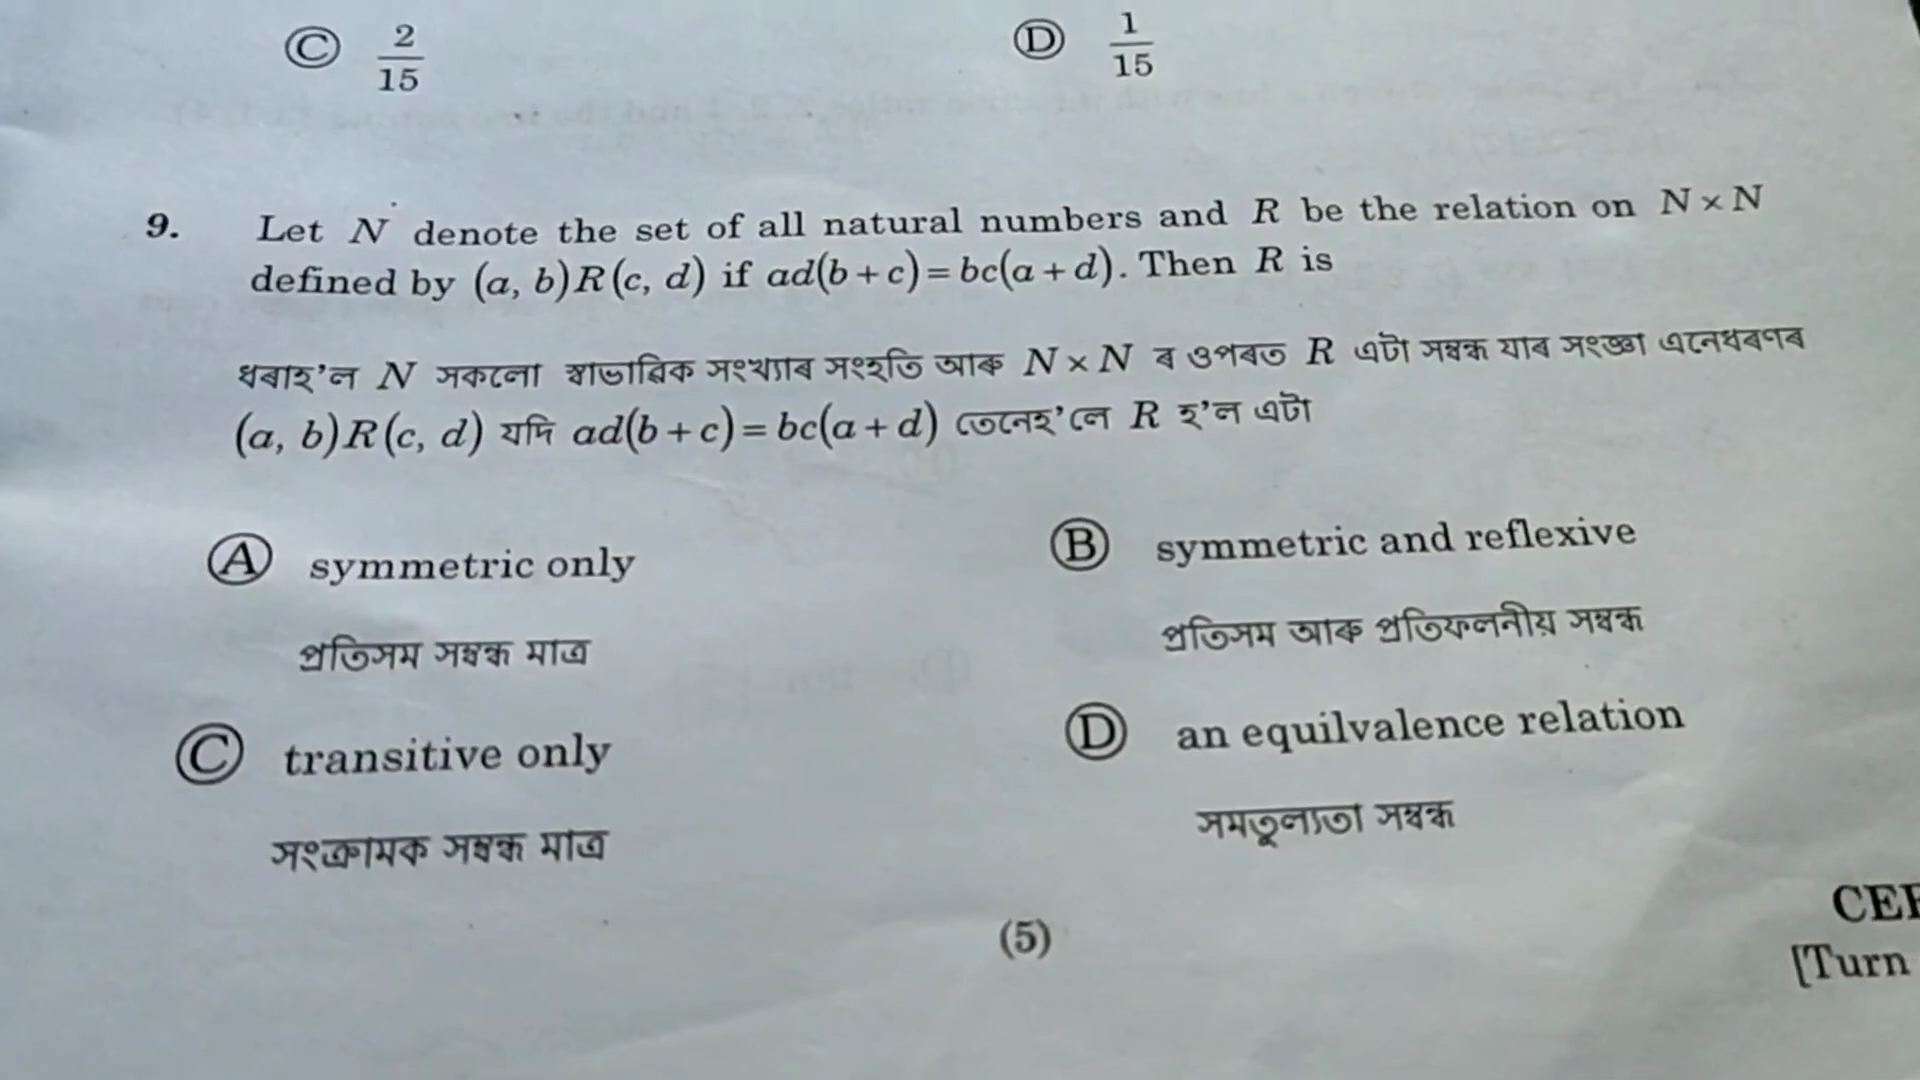 Ⓒ 2/15 Ⓓ 1/15
9. Let N denote the set of all natural numbers and R be the relation on N × N
defined by (a, b)R(c, d) if ad(b + c) = bc(a + d). Then R is
ধৰাহ'ল N সকলো স্বাভাৱিক সংখ্যাৰ সংহতি আৰু N × N ৰ ওপৰত R এটা সম্বন্ধ যাৰ সংজ্ঞা এনেধৰণৰ
(a, b)R(c, d) যদি ad(b + c) = bc(a + d) তেনেহ'লে R হ'ল এটা
Ⓐ symmetric only Ⓑ symmetric and reflexive
প্ৰতিসম সম্বন্ধ মাত্ৰ প্ৰতিসম আৰু প্ৰতিফলনীয় সম্বন্ধ
Ⓒ transitive only Ⓓ an equilvalence relation
সংক্ৰামক সম্বন্ধ মাত্ৰ সমতুল্যতা সম্বন্ধ
(5)
[Turn